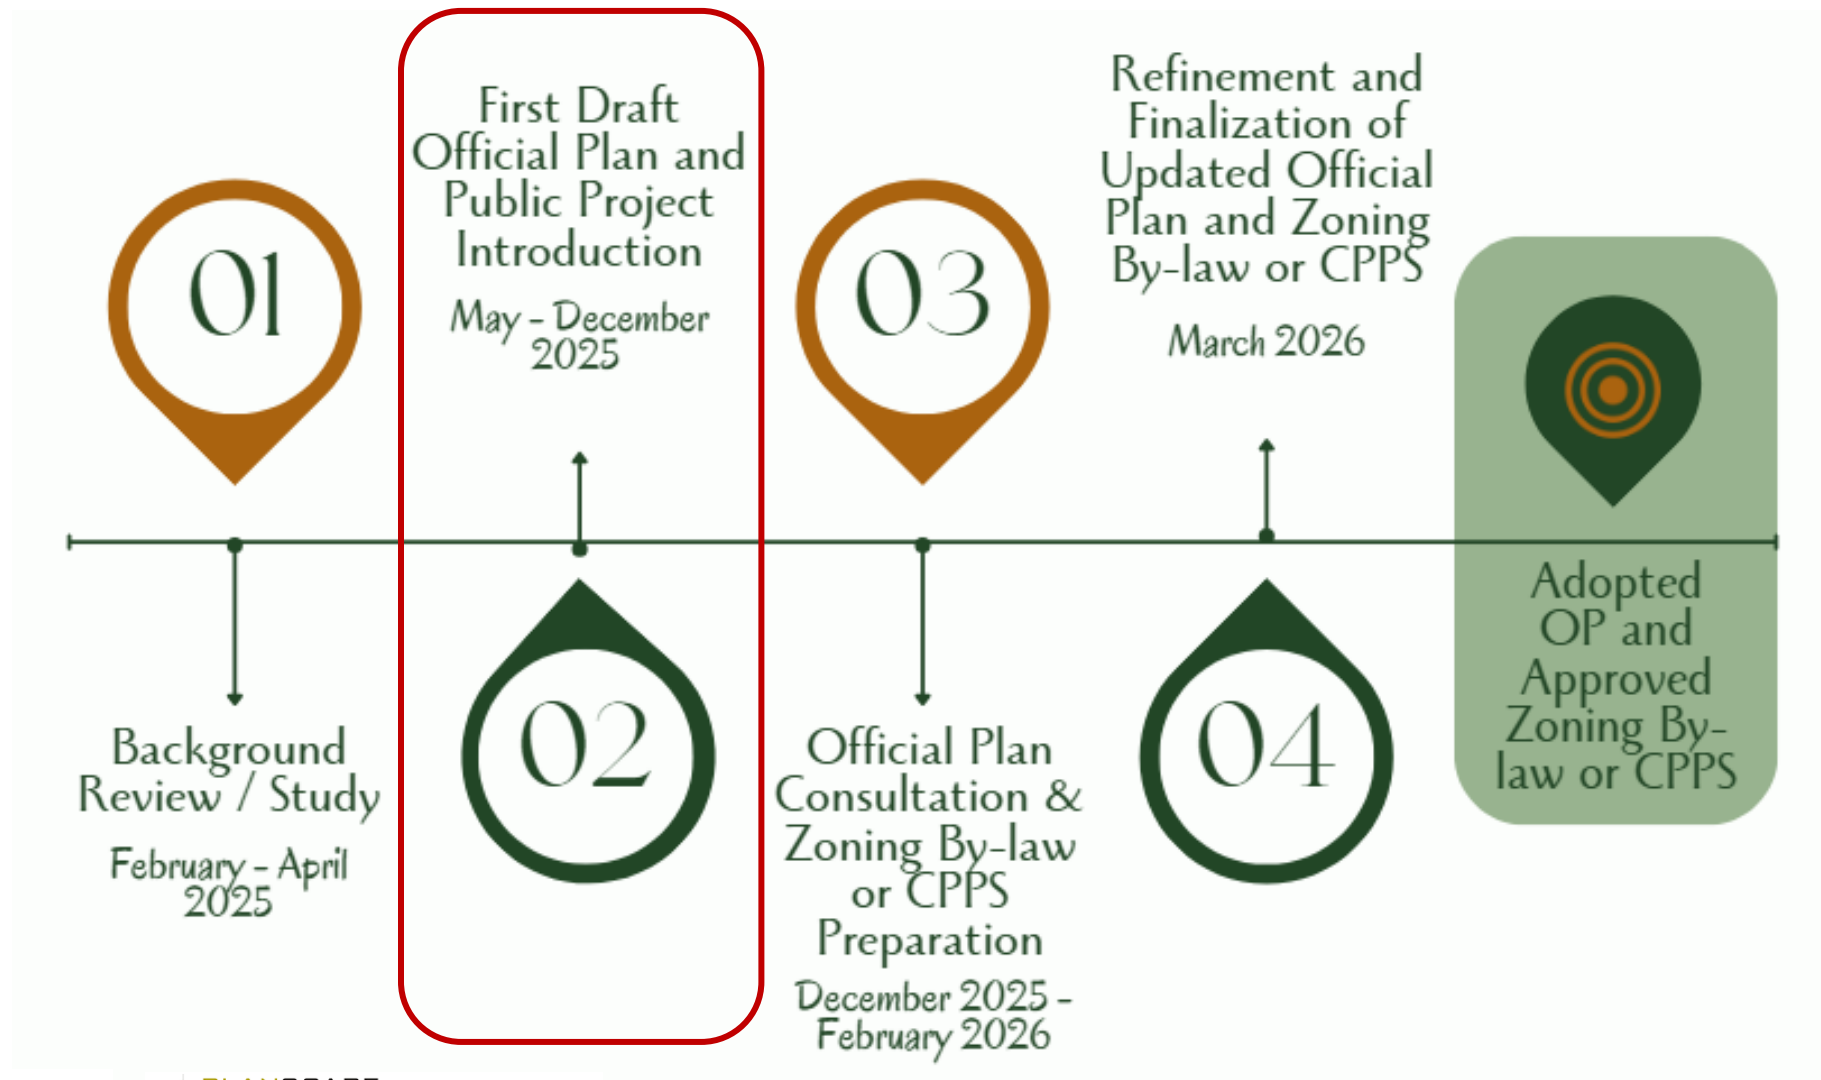 01
Background
Review / Study
February - April
2025
First Draft
Official Plan and
Public Project
Introduction
May - December
2025
02
03
Official Plan
Consultation &
Zoning By-law
or CPPS
Preparation
December 2025 -
February 2026
Refinement and
Finalization of
Updated Official
Plan and Zoning
By-law or CPPS
March 2026
04
Adopted
OP and
Approved
Zoning By-
law or CPPS